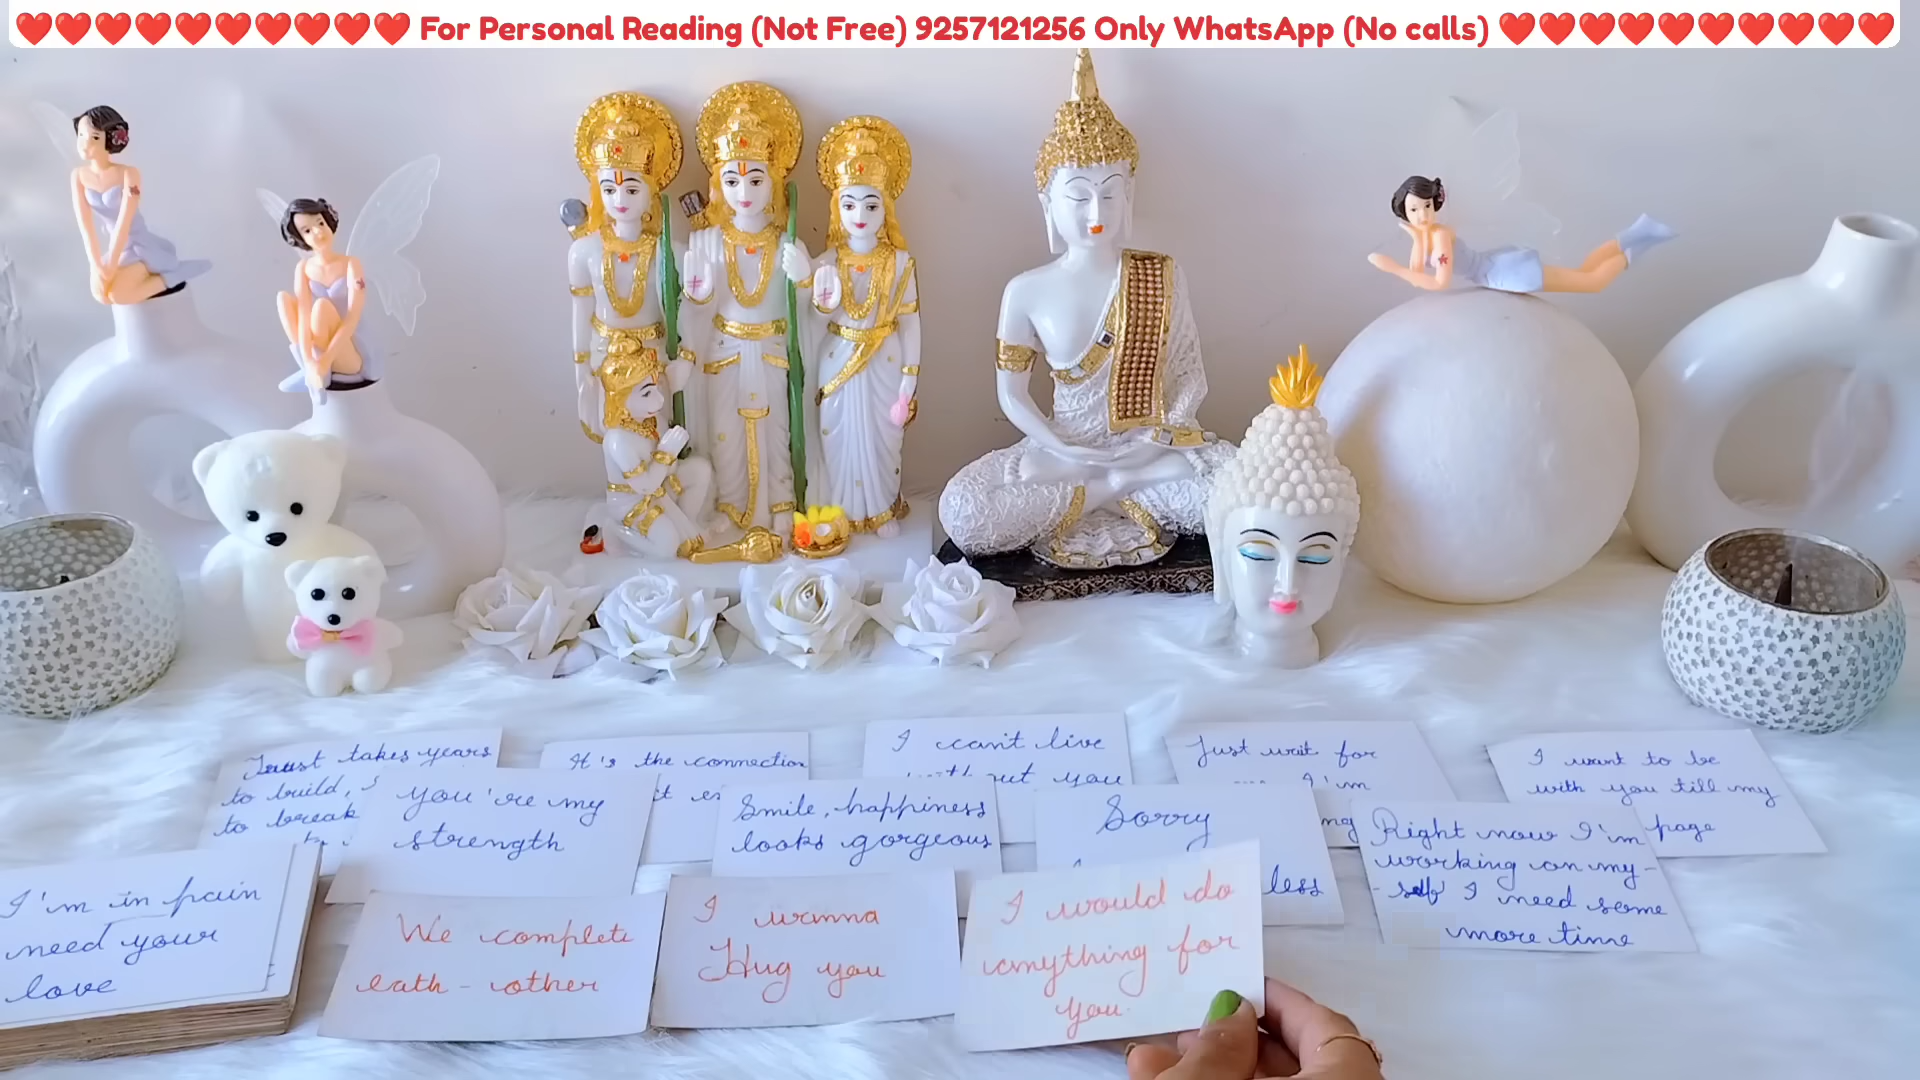 ❤️❤️❤️❤️❤️❤️❤️❤️❤️❤️ For Personal Reading (Not Free) 9257121256 Only WhatsApp (No calls) ❤️❤️❤️❤️❤️❤️❤️❤️❤️❤️
Trust takes years
to build,
to break
It's the connection
I can't live
you
Just wait for
I'm
I want to be
with you till my
page
You're my
strength
Smile, happiness
looks gorgeous
Sorry
less
Right now I'm
working on my-
-self I need some
more time
I'm in pain
need your
love
We complete
eath-other
I wanna
Hug you
I would do
anything for
you.